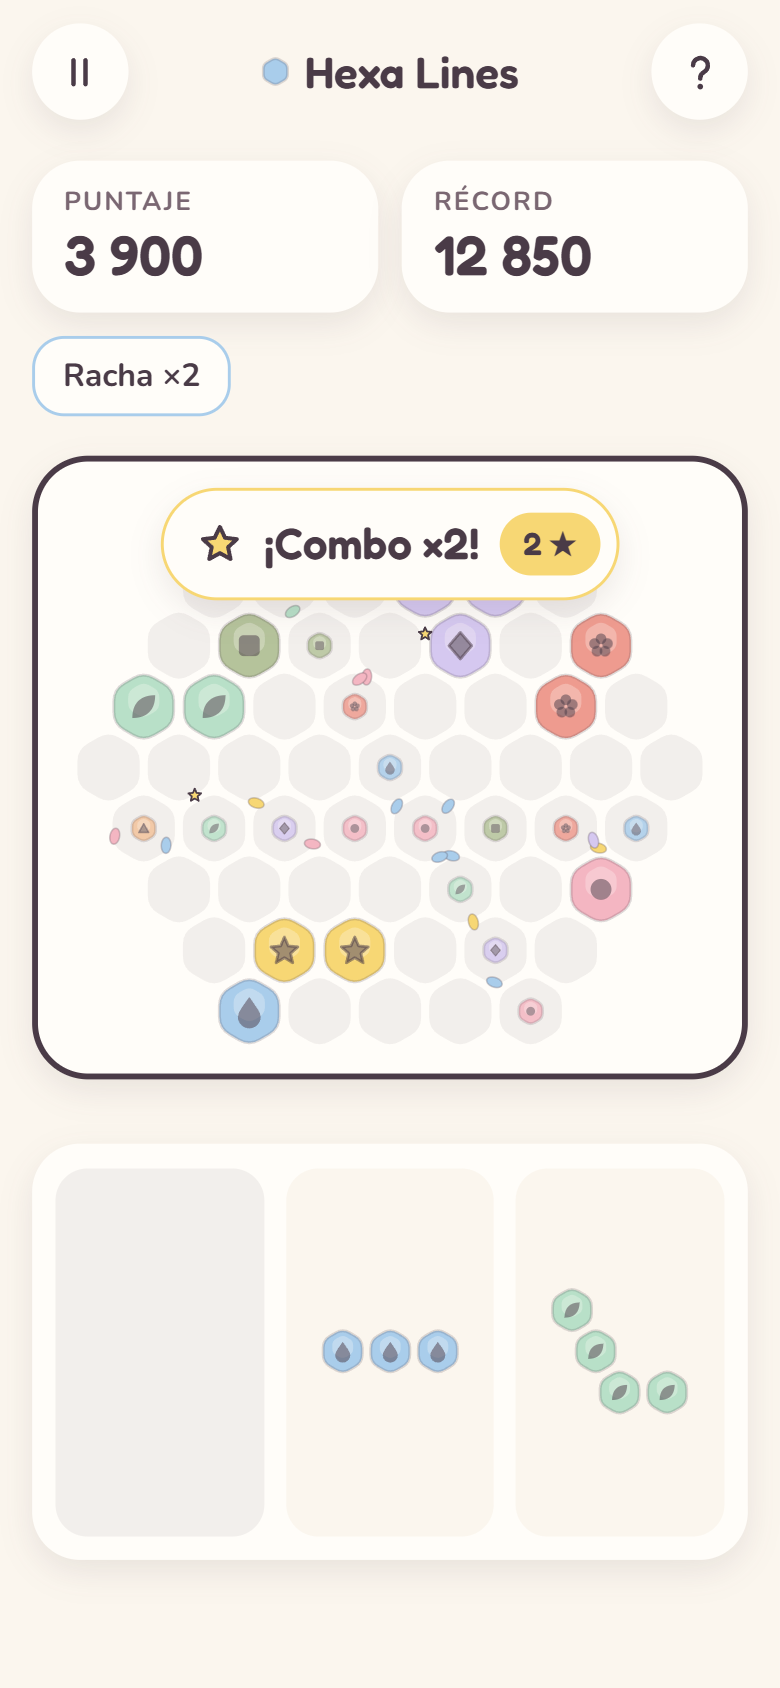 Hexa Lines
?
PUNTAJE
3 900
RÉCORD
12 850
Racha ×2
¡Combo ×2!
2 ★